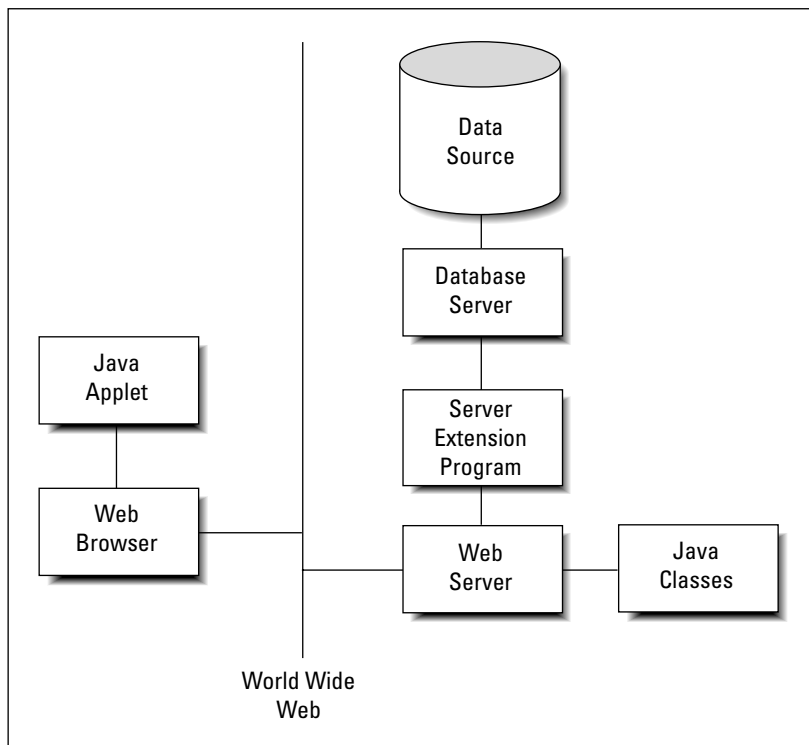 Data
Source
Database
Server
Java
Applet
Server
Extension
Program
Web
Browser
Web
Server
Java
Classes
World Wide
Web